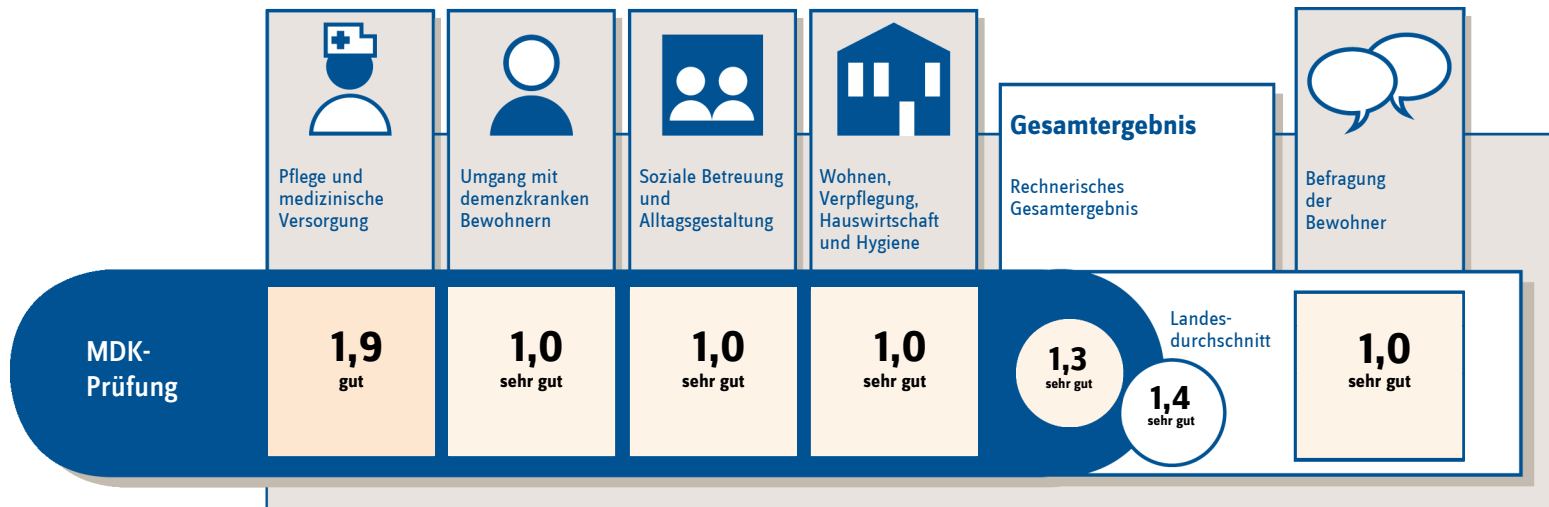 Pflege und
medizinische
Versorgung
Umgang mit
demenzkranken
Bewohnern
Soziale Betreuung
und
Alltagsgestaltung
Wohnen,
Verpflegung,
Hauswirtschaft
und Hygiene
Gesamtergebnis
Rechnerisches
Gesamtergebnis
Befragung
der
Bewohner
MDK-
Prüfung
1,9
gut
1,0
sehr gut
1,0
sehr gut
1,0
sehr gut
1,3
sehr gut
Landes-
durchschnitt
1,4
sehr gut
1,0
sehr gut